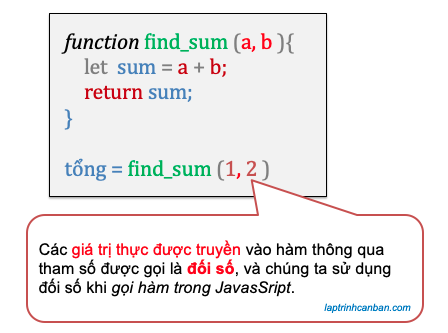 function find_sum (a, b ){
let sum = a + b;
return sum;
}
tổng = find_sum (1, 2 )
Các giá trị thực được truyền vào hàm thông qua
tham số được gọi là đối số, và chúng ta sử dụng
đối số khi gọi hàm trong JavasSript.
laptrinhcanban.com